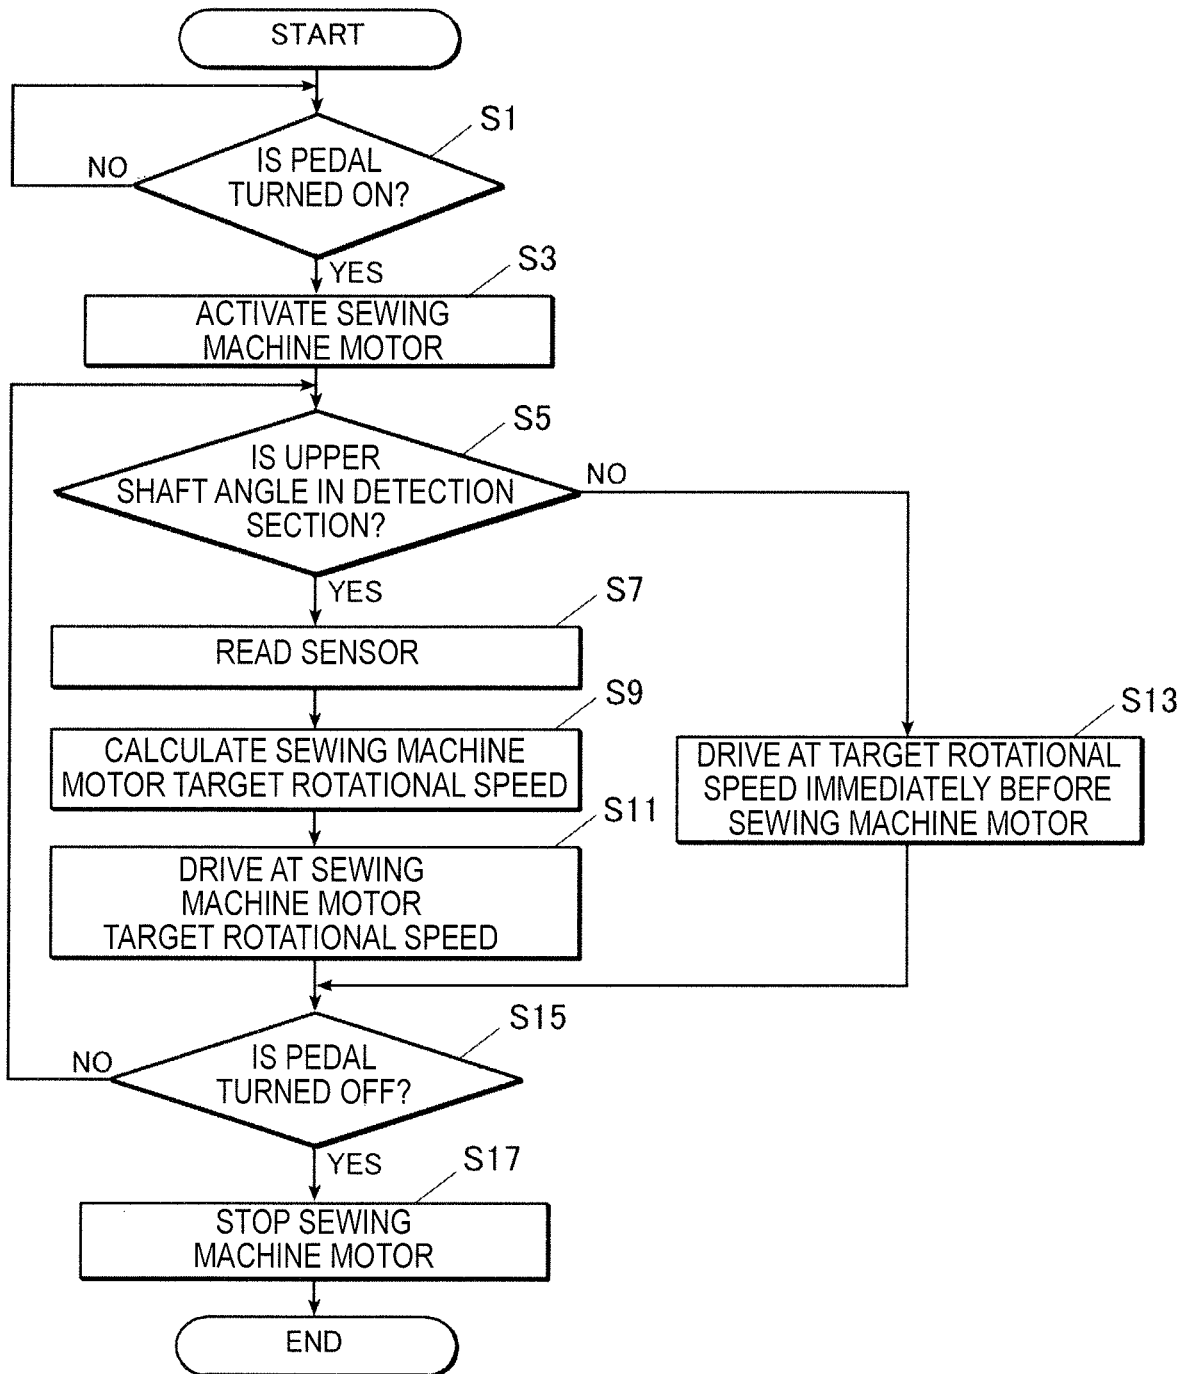 START
S1
IS PEDAL
TURNED ON?
NO
YES
S3
ACTIVATE SEWING
MACHINE MOTOR
S5
IS UPPER
SHAFT ANGLE IN DETECTION
SECTION?
NO
YES
S7
READ SENSOR
S9
CALCULATE SEWING MACHINE
MOTOR TARGET ROTATIONAL SPEED
S13
DRIVE AT TARGET ROTATIONAL
SPEED IMMEDIATELY BEFORE
SEWING MACHINE MOTOR
S11
DRIVE AT SEWING
MACHINE MOTOR
TARGET ROTATIONAL SPEED
S15
IS PEDAL
TURNED OFF?
NO
YES
S17
STOP SEWING
MACHINE MOTOR
END